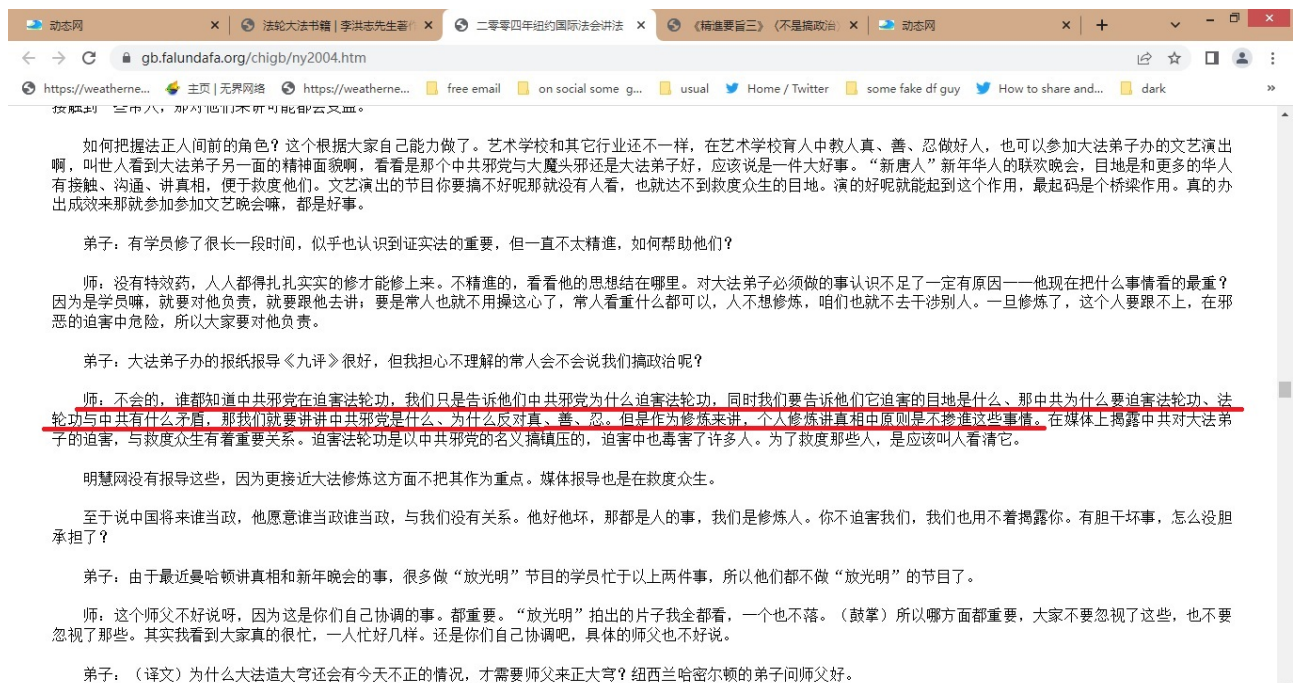 动态网
法轮大法书籍 | 李洪志先生著作
二零零四年纽约国际法会讲法
《精進要旨三》〈不是搞政治〉
动态网
gb.falundafa.org/chigb/ny2004.htm
https://weatherne...
主页 | 无界网络
https://weatherne...
free email
on social some g...
usual
Home / Twitter
some fake df guy
How to share and...
dark
»
如何把握法正人间前的角色？这个根据大家自己能力做了。艺术学校和其它行业还不一样，在艺术学校育人中教人真、善、忍做好人，也可以参加大法弟子办的文艺演出
啊，叫世人看到大法弟子另一面的精神面貌啊，看看是那个中共邪党与大魔头邪还是大法弟子好，应该说是一件大好事。“新唐人”新年华人的联欢晚会，目地是和更多的华人
有接触、沟通、讲真相，便于救度他们。文艺演出的节目你要搞不好呢那就没有人看，也就达不到救度众生的目地。演的好呢就能起到这个作用，最起码是个桥梁作用。真的办
出成效来那就参加参加文艺晚会嘛，都是好事。
弟子：有学员修了很长一段时间，似乎也认识到证实法的重要，但一直不太精進，如何帮助他们？
师：没有特效药，人人都得扎扎实实的修才能修上来。不精進的，看看他的思想结在哪里。对大法弟子必须做的事认识不足了一定有原因——他现在把什么事情看的最重？
因为是学员嘛，就要对他负责，就要跟他去讲；要是常人也就不用操这心了，常人看重什么都可以，人不想修炼，咱们也就不去干涉别人。一旦修炼了，这个人要跟不上，在邪
恶的迫害中危险，所以大家要对他负责。
弟子：大法弟子办的报纸报导《九评》很好，但我担心不理解的常人会不会说我们搞政治呢？
师：不会的，谁都知道中共邪党在迫害法轮功，我们只是告诉他们中共邪党为什么迫害法轮功，同时我们要告诉他们它迫害的目地是什么、那中共为什么要迫害法轮功、法
轮功与中共有什么矛盾，那我们就要讲讲中共邪党是什么、为什么反对真、善、忍。但是作为修炼来讲，个人修炼讲真相中原则是不掺進这些事情。在媒体上揭露中共对大法弟
子的迫害，与救度众生有着重要关系。迫害法轮功是以中共邪党的名义搞镇压的，迫害中也毒害了许多人。为了救度那些人，是应该叫人看清它。
明慧网没有报导这些，因为更接近大法修炼这方面不把其作为重点。媒体报导也是在救度众生。
至于说中国将来谁当政，他愿意谁当政谁当政，与我们没有关系。他好他坏，那都是人的事，我们是修炼人。你不迫害我们，我们也用不着揭露你。有胆干坏事，怎么没胆
承担了？
弟子：由于最近曼哈顿讲真相和新年晚会的事，很多做“放光明”节目的学员忙于以上两件事，所以他们都不做“放光明”的节目了。
师：这个师父不好说呀，因为这是你们自己协调的事。都重要。“放光明”拍出的片子我全都看，一个也不落。（鼓掌）所以哪方面都重要，大家不要忽视了这些，也不要
忽视了那些。其实我看到大家真的很忙，一人忙好几样。还是你们自己协调吧，具体的师父也不好说。
弟子：（译文）为什么大法造大穹还会有今天不正的情况，才需要师父来正大穹？纽西兰哈密尔顿的弟子问师父好。